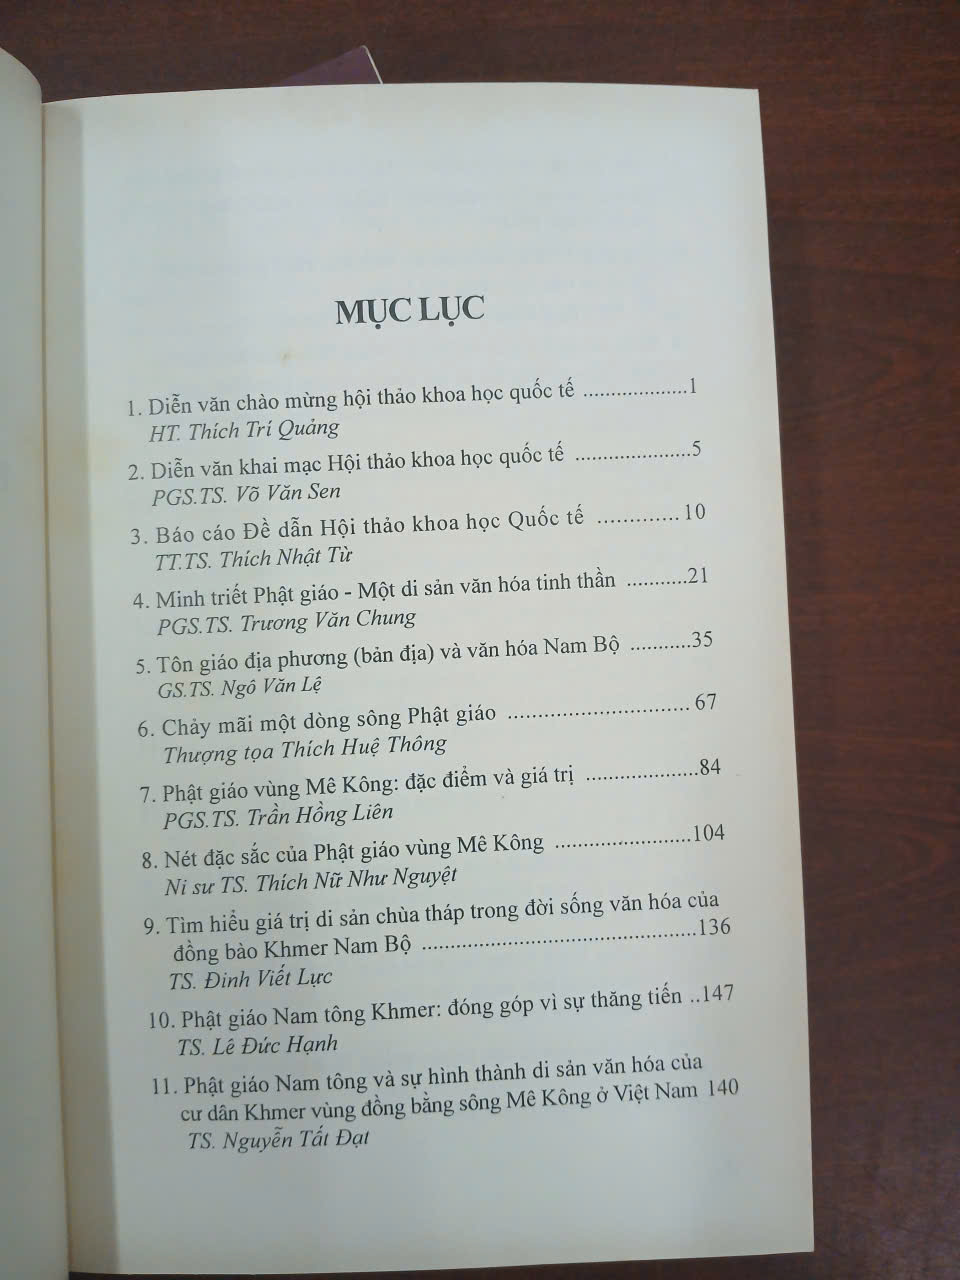 MỤC LỤC
1. Diễn văn chào mừng hội thảo khoa học quốc tế ...................1
HT. Thích Trí Quảng
2. Diễn văn khai mạc Hội thảo khoa học quốc tế .....................5
PGS.TS. Võ Văn Sen
3. Báo cáo Đề dẫn Hội thảo khoa học Quốc tế .............. 10
TT.TS. Thích Nhật Từ
4. Minh triết Phật giáo - Một di sản văn hóa tinh thần ...........21
PGS.TS. Trương Văn Chung
5. Tôn giáo địa phương (bản địa) và văn hóa Nam Bộ ...........35
GS.TS. Ngô Văn Lệ
6. Chảy mãi một dòng sông Phật giáo ............................... 67
Thượng tọa Thích Huệ Thông
7. Phật giáo vùng Mê Kông: đặc điểm và giá trị ....................84
PGS.TS. Trần Hồng Liên
8. Nét đặc sắc của Phật giáo vùng Mê Kông ........................104
Ni sư TS. Thích Nữ Như Nguyệt
9. Tìm hiểu giá trị di sản chùa tháp trong đời sống văn hóa của
đồng bào Khmer Nam Bộ ..............................................136
TS. Đinh Viết Lực
10. Phật giáo Nam tông Khmer: đóng góp vì sự thăng tiến ..147
TS. Lê Đức Hạnh
11. Phật giáo Nam tông và sự hình thành di sản văn hóa của
cư dân Khmer vùng đồng bằng sông Mê Kông ở Việt Nam 140
TS. Nguyễn Tất Đạt